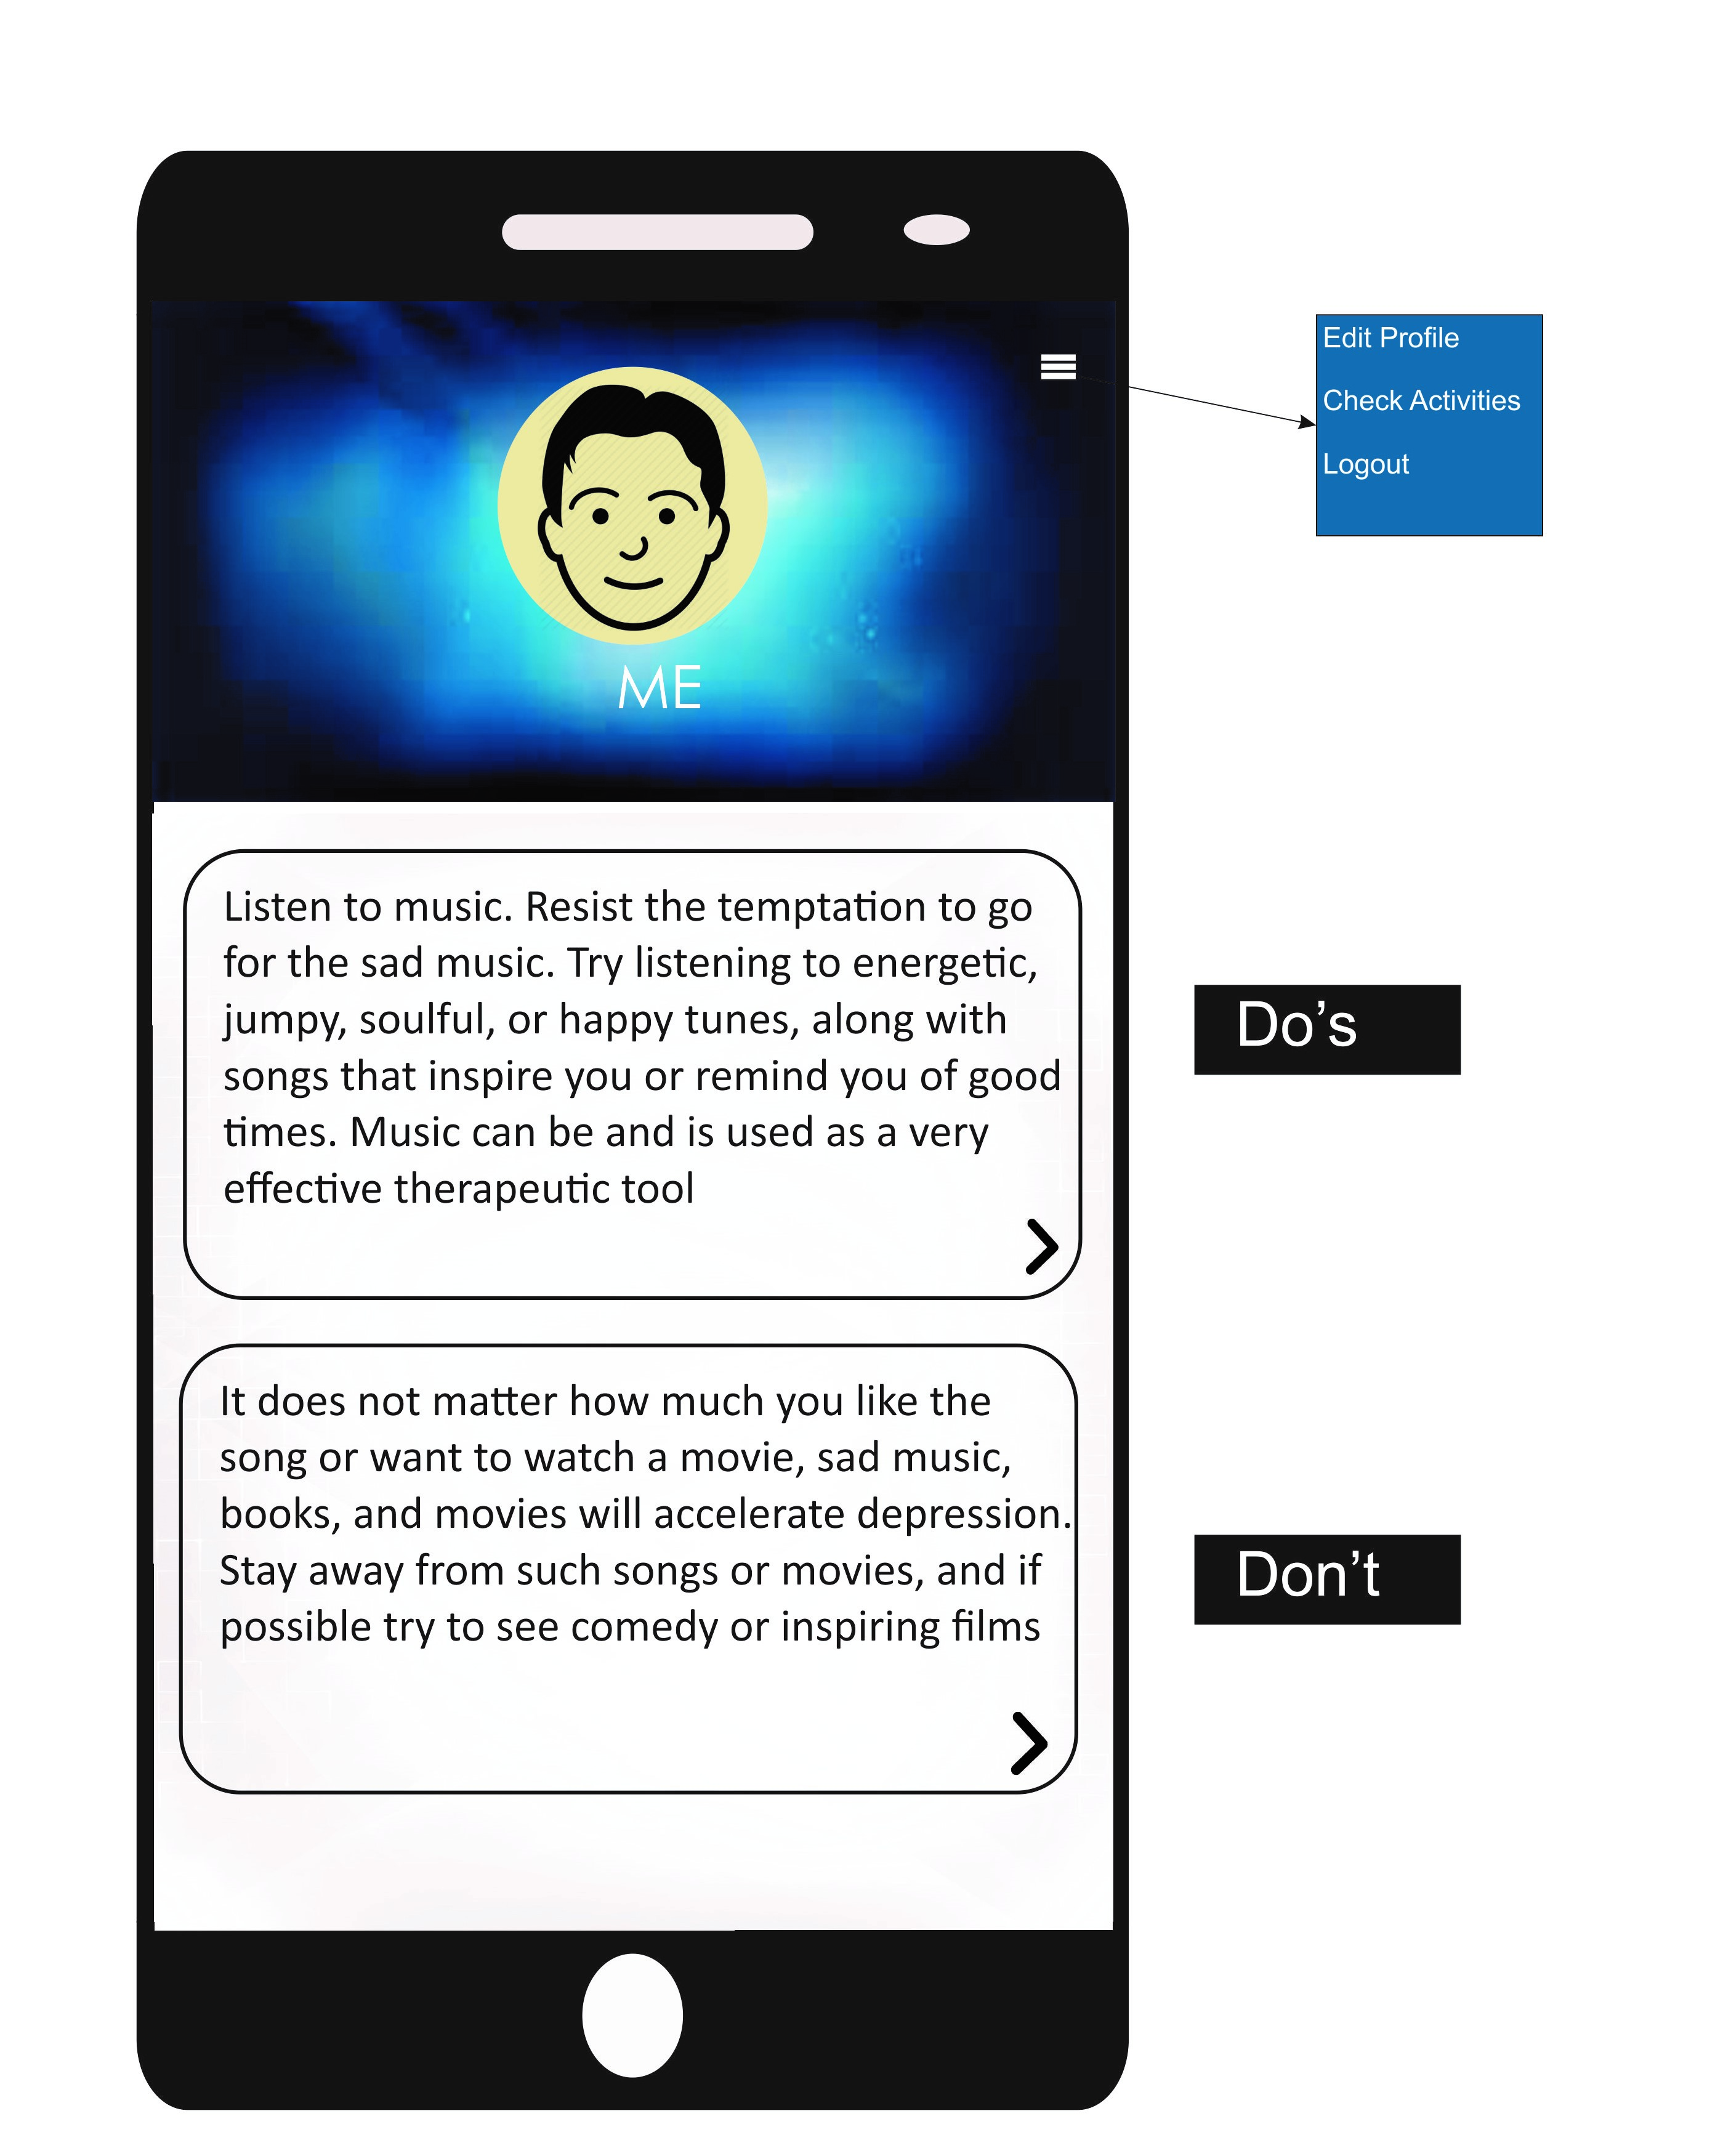 Edit Profile
Check Activities
Logout
ME
Listen to music. Resist the temptation to go
for the sad music. Try listening to energetic,
jumpy, soulful, or happy tunes, along with
songs that inspire you or remind you of good
times. Music can be and is used as a very
effective therapeutic tool
Do’s
It does not matter how much you like the
song or want to watch a movie, sad music,
books, and movies will accelerate depression.
Stay away from such songs or movies, and if
possible try to see comedy or inspiring films
Don’t